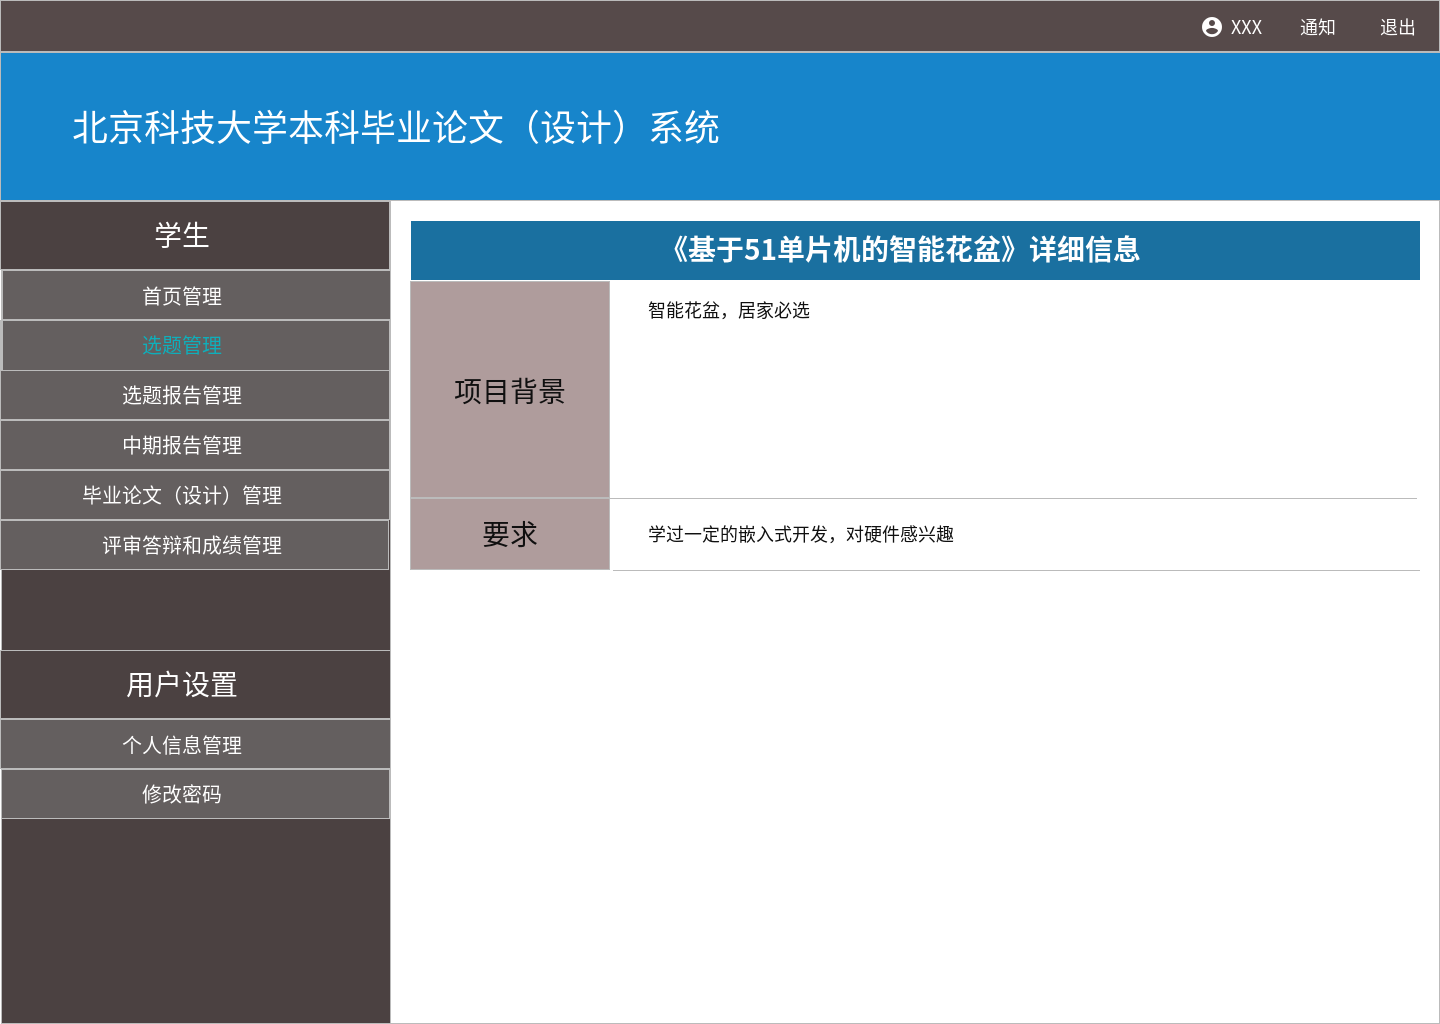 XXX 通知 退出
北京科技大学本科毕业论文（设计）系统
学生
首页管理
选题管理
选题报告管理
中期报告管理
毕业论文（设计）管理
评审答辩和成绩管理
用户设置
个人信息管理
修改密码
《基于51单片机的智能花盆》详细信息
项目背景
智能花盆，居家必选
要求
学过一定的嵌入式开发，对硬件感兴趣